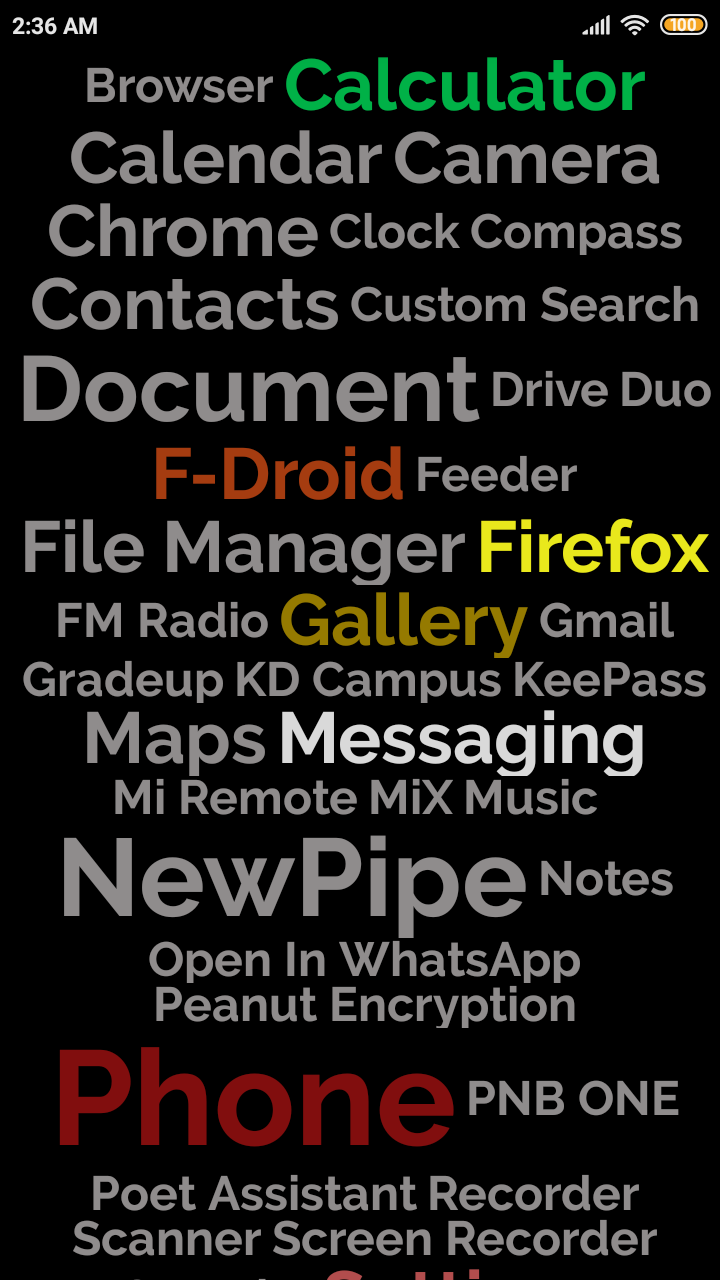 2:36 AM 100
Browser Calculator
Calendar Camera
Chrome Clock Compass
Contacts Custom Search
Document Drive Duo
F-Droid Feeder
File Manager Firefox
FM Radio Gallery Gmail
Gradeup KD Campus KeePass
Maps Messaging
Mi Remote MiX Music
NewPipe Notes
Open In WhatsApp
Peanut Encryption
Phone PNB ONE
Poet Assistant Recorder
Scanner Screen Recorder